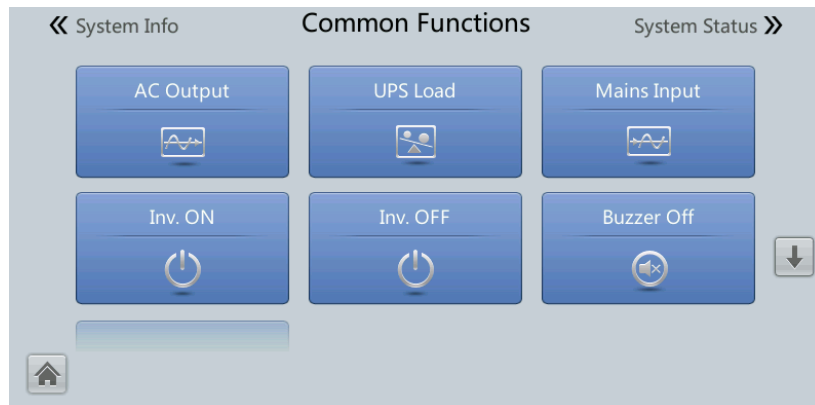 System Info
Common Functions
System Status
AC Output
UPS Load
Mains Input
Inv. ON
Inv. OFF
Buzzer Off